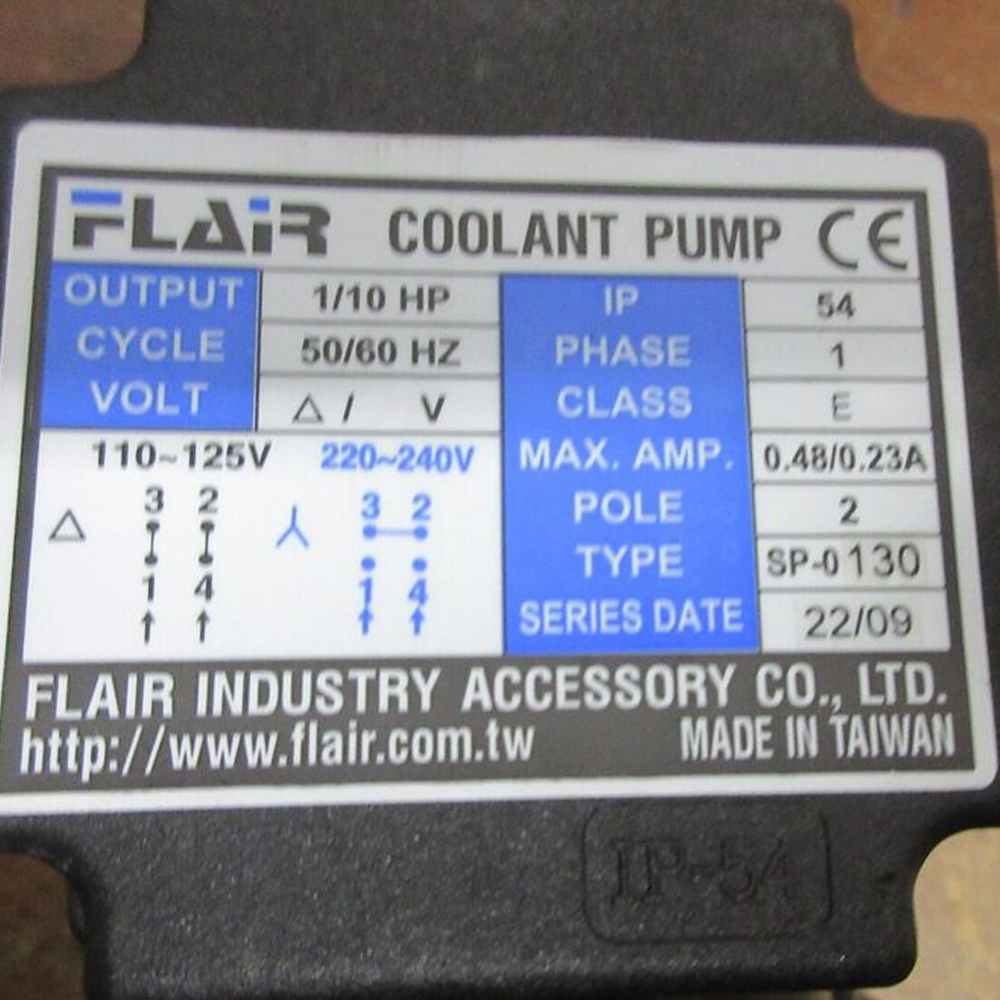 FLAIR COOLANT PUMP CE
OUTPUT 1/10 HP
CYCLE 50/60 HZ
VOLT △ / V
110~125V 220~240V
3 2 3 2
△ 人
1 4 1 4
↑ ↑ ↑ ↑
IP 54
PHASE 1
CLASS E
MAX. AMP. 0.48/0.23A
POLE 2
TYPE SP-0130
SERIES DATE 22/09
FLAIR INDUSTRY ACCESSORY CO., LTD.
http://www.flair.com.tw MADE IN TAIWAN
IP-54